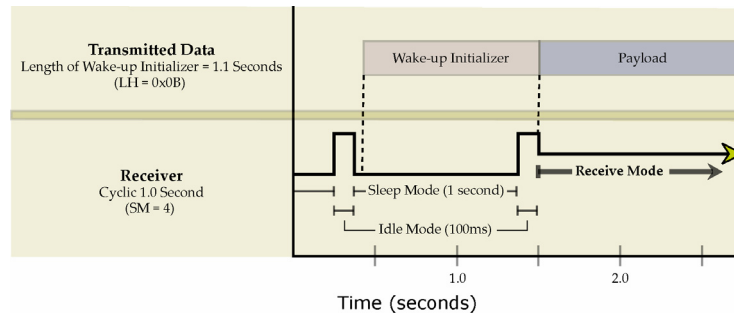 Transmitted Data
Length of Wake-up Initializer = 1.1 Seconds
(LH = 0x0B)
Wake-up Initializer
Payload
Receiver
Cyclic 1.0 Second
(SM = 4)
Sleep Mode (1 second)
Receive Mode
Idle Mode (100ms)
1.0
2.0
Time (seconds)